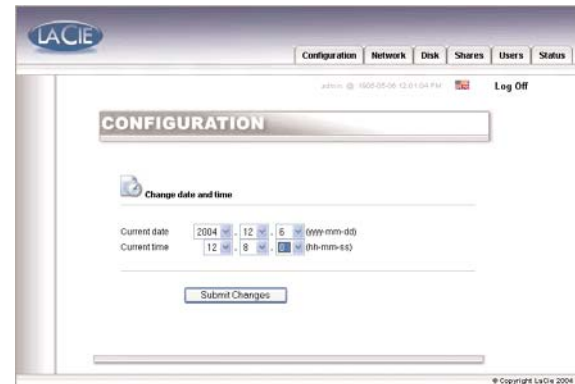 LACIE
Configuration Network Disk Shares Users Status
Log Off
CONFIGURATION
Change date and time
Current date 2004 . 12 . 6 (yyyy-mm-dd)
Current time 12 . 8 . (hh-mm-ss)
Submit Changes
© Copyright LaCie 2004